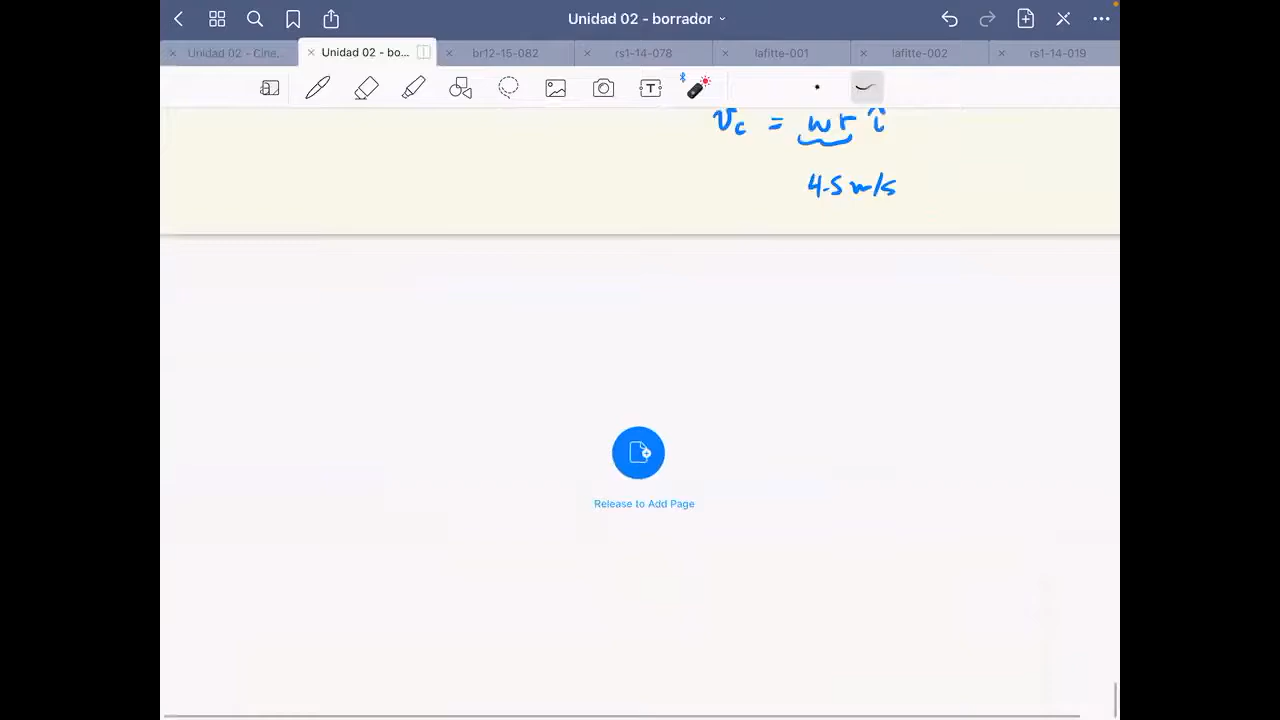 Unidad 02 - borrador
Unidad 02 - Cine...
Unidad 02 - bo...
br12-15-082
rs1-14-078
lafitte-001
lafitte-002
rs1-14-019
T
v_c = ωr î
4.5 m/s
Release to Add Page